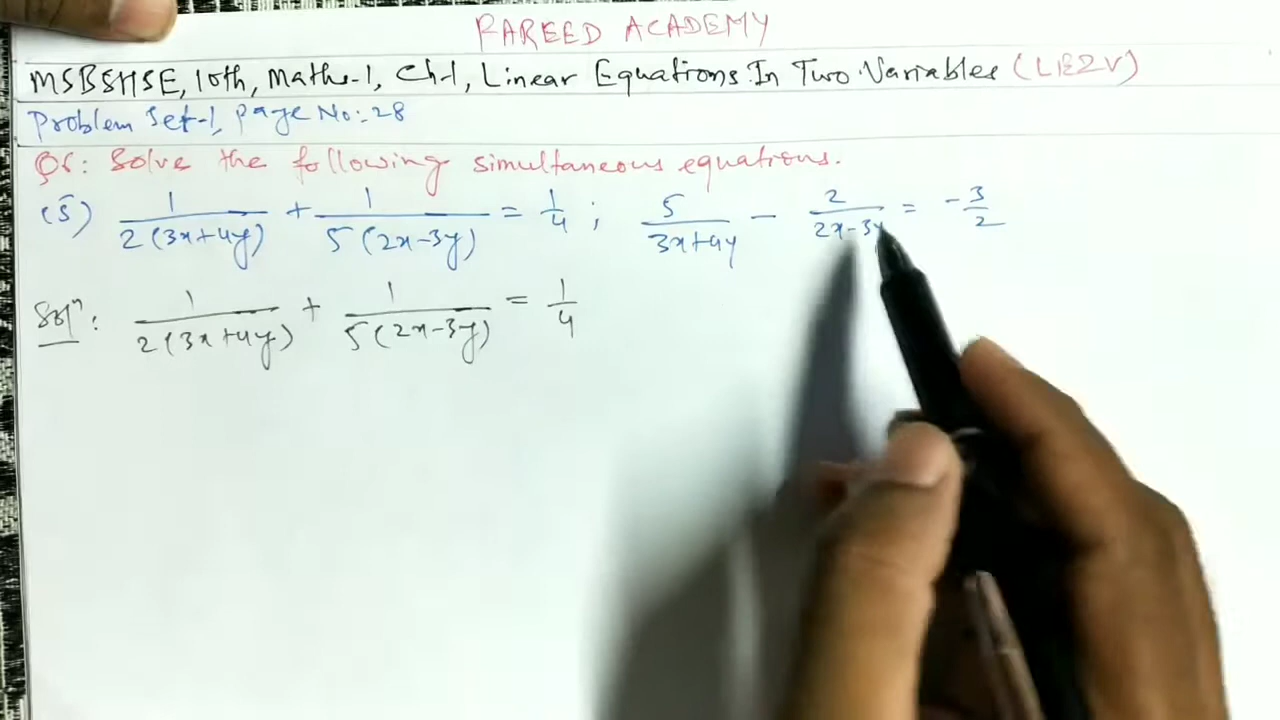 FAREED ACADEMY
MSBSHSE, 10th, Maths-1, Ch-1, Linear Equations In Two Variables (LE2V)
Problem Set-1, Page No: 28
Q6: Solve the following simultaneous equations.
(5) 1/2(3x+4y) + 1/5(2x-3y) = 1/4 ; 5/3x+4y - 2/2x-3y = -3/2
Solⁿ: 1/2(3x+4y) + 1/5(2x-3y) = 1/4